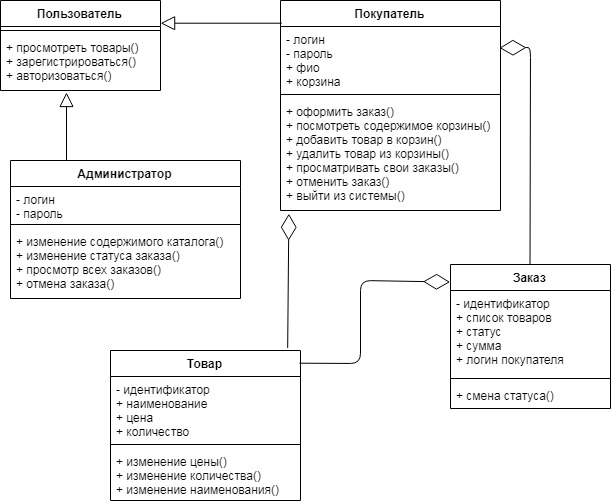 Пользователь
+ просмотреть товары()
+ зарегистрироваться()
+ авторизоваться()
Покупатель
- логин
- пароль
+ фио
+ корзина
+ оформить заказ()
+ посмотреть содержимое корзины()
+ добавить товар в корзин()
+ удалить товар из корзины()
+ просматривать свои заказы()
+ отменить заказ()
+ выйти из системы()
Администратор
- логин
- пароль
+ изменение содержимого каталога()
+ изменение статуса заказа()
+ просмотр всех заказов()
+ отмена заказа()
Заказ
- идентификатор
+ список товаров
+ статус
+ сумма
+ логин покупателя
+ смена статуса()
Товар
- идентификатор
+ наименование
+ цена
+ количество
+ изменение цены()
+ изменение количества()
+ изменение наименования()